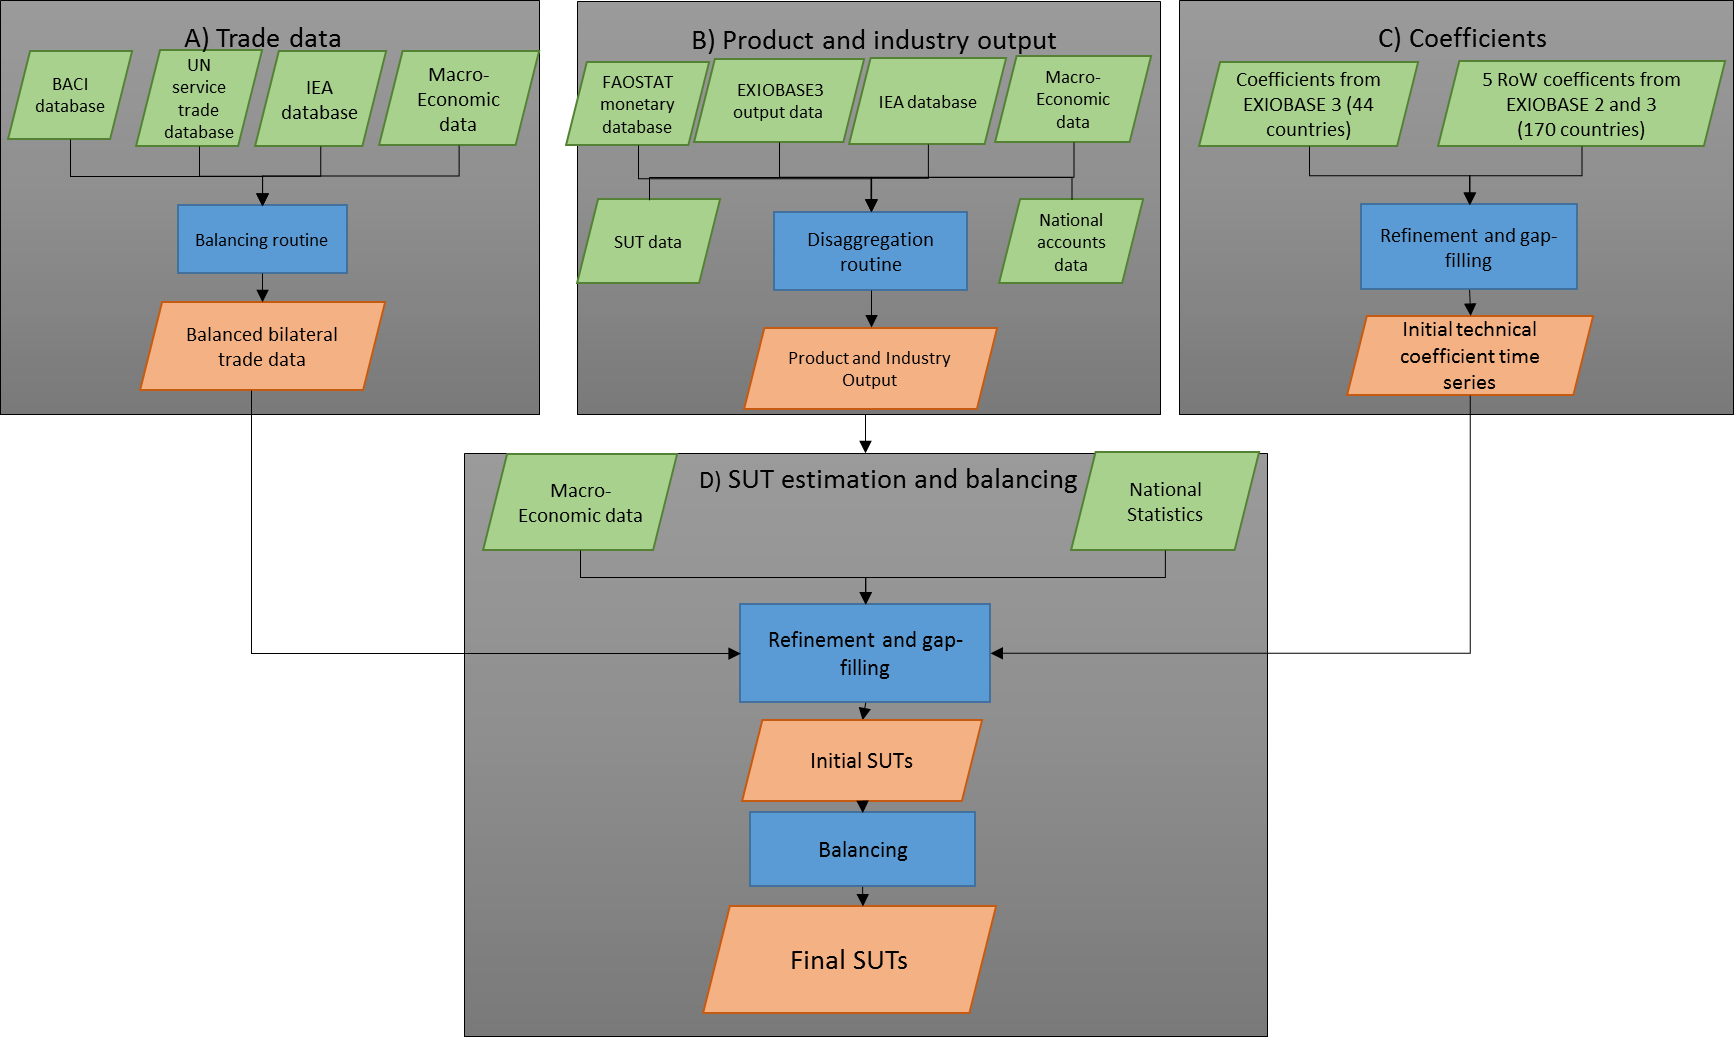 A) Trade data
BACI
database
UN
service
trade
database
IEA
database
Macro-
Economic
data
Balancing routine
Balanced bilateral
trade data
B) Product and industry output
FAOSTAT
monetary
database
EXIOBASE3
output data
IEA database
Macro-
Economic
data
SUT data
Disaggregation
routine
National
accounts
data
Product and Industry
Output
C) Coefficients
Coefficients from
EXIOBASE 3 (44
countries)
5 RoW coefficents from
EXIOBASE 2 and 3
(170 countries)
Refinement and gap-
filling
Initial technical
coefficient time
series
D) SUT estimation and balancing
Macro-
Economic data
National
Statistics
Refinement and gap-
filling
Initial SUTs
Balancing
Final SUTs